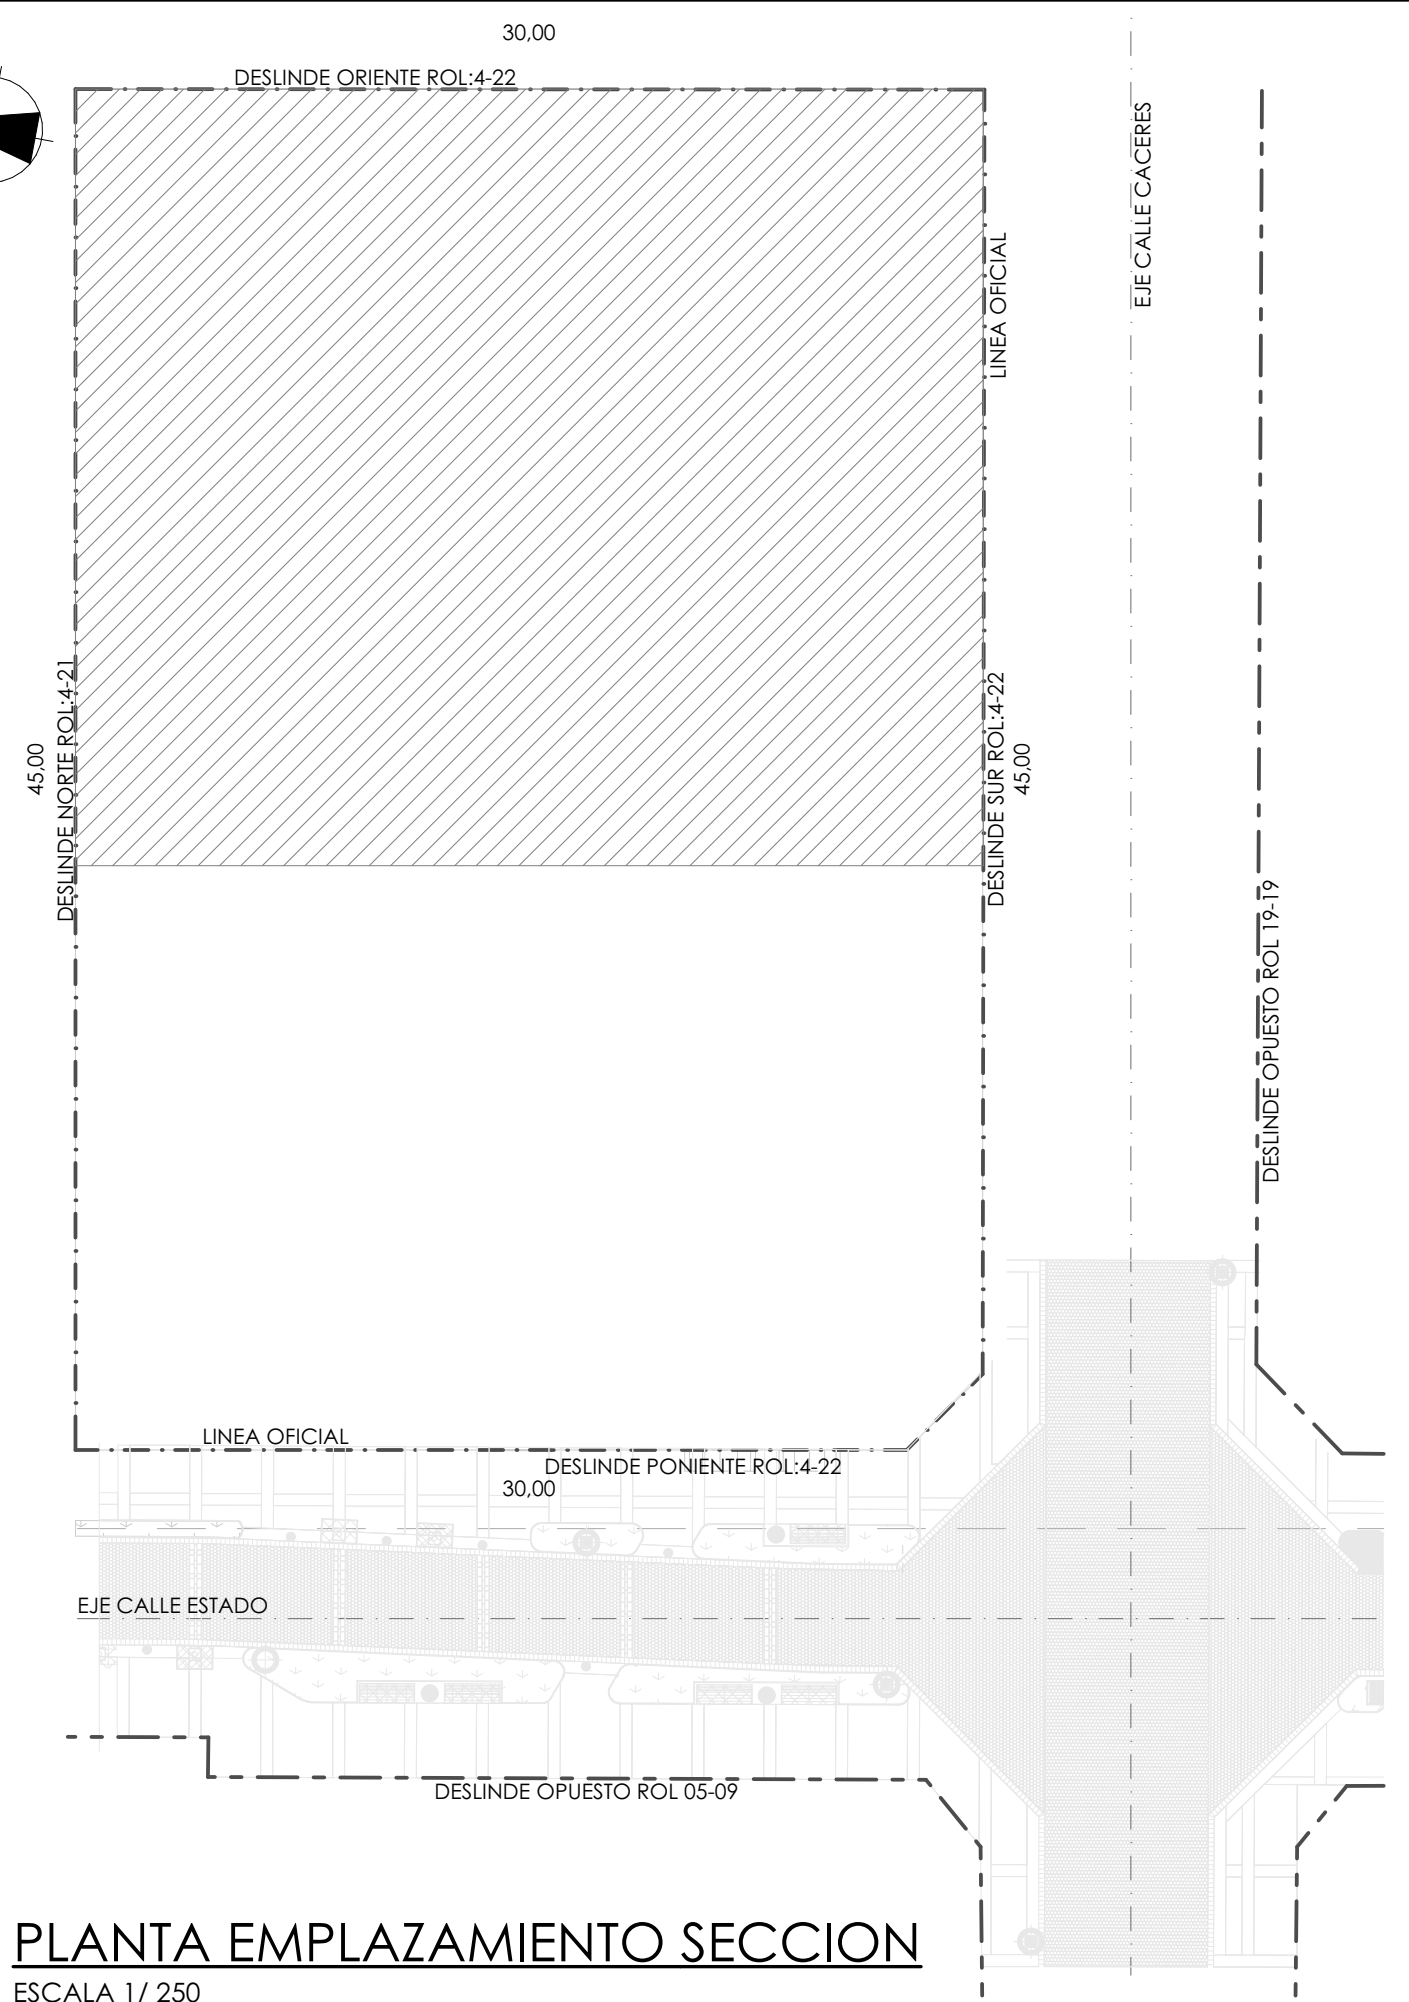 30,00
DESLINDE ORIENTE ROL:4-22
EJE CALLE CACERES
LINEA OFICIAL
DESLINDE NORTE ROL:4-21
45,00
DESLINDE SUR ROL:4-22
45,00
DESLINDE OPUESTO ROL 19-19
LINEA OFICIAL
DESLINDE PONIENTE ROL:4-22
30,00
EJE CALLE ESTADO
DESLINDE OPUESTO ROL 05-09
PLANTA EMPLAZAMIENTO SECCION
ESCALA 1/ 250